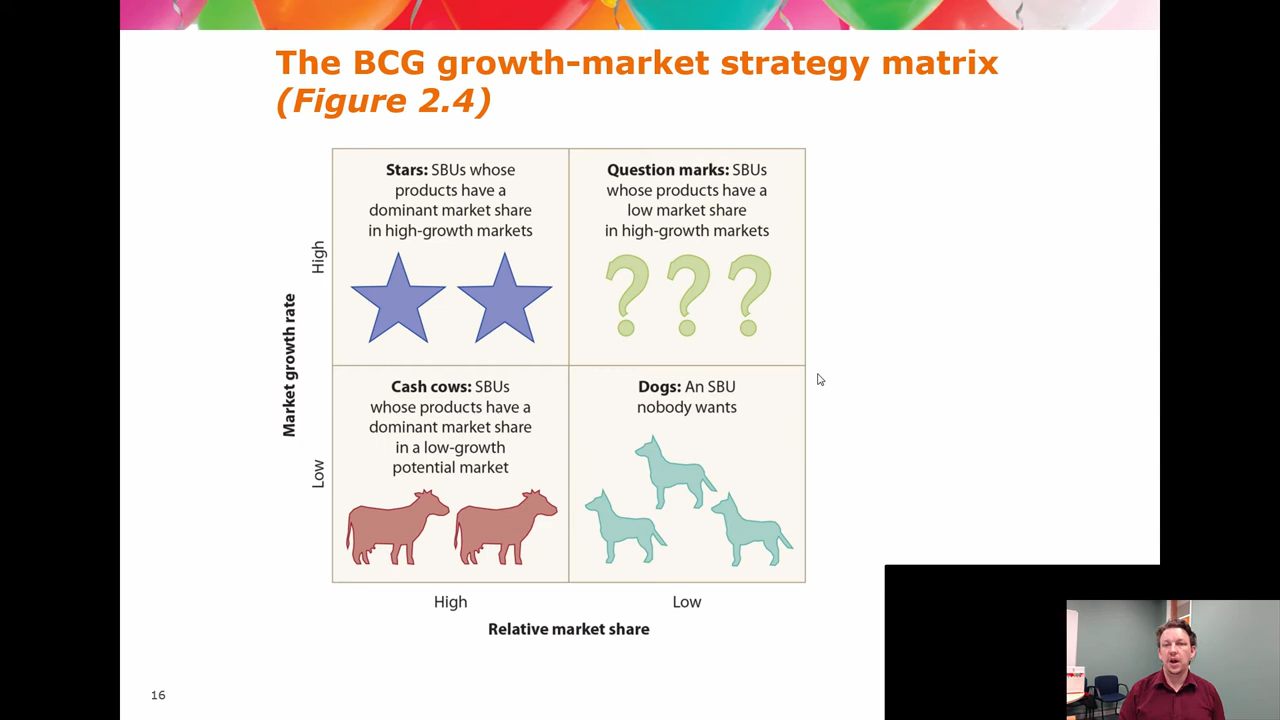 The BCG growth-market strategy matrix
(Figure 2.4)
Stars: SBUs whose
products have a
dominant market share
in high-growth markets
Question marks: SBUs
whose products have a
low market share
in high-growth markets
? ? ?
High
Market growth rate
Low
Cash cows: SBUs
whose products have a
dominant market share
in a low-growth
potential market
Dogs: An SBU
nobody wants
High
Low
Relative market share
16